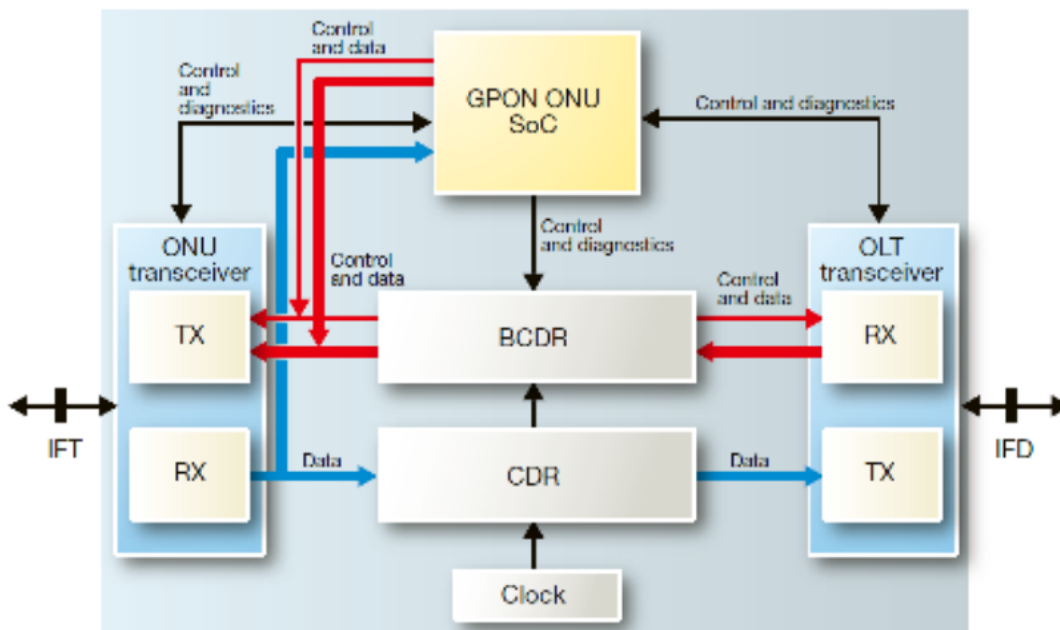 Control
and data
Control
and
diagnostics
GPON ONU
SoC
Control and diagnostics
ONU
transceiver
Control
and data
Control
and diagnostics
Control
and data
OLT
transceiver
TX
BCDR
RX
IFT
IFD
RX
Data
CDR
Data
TX
Clock